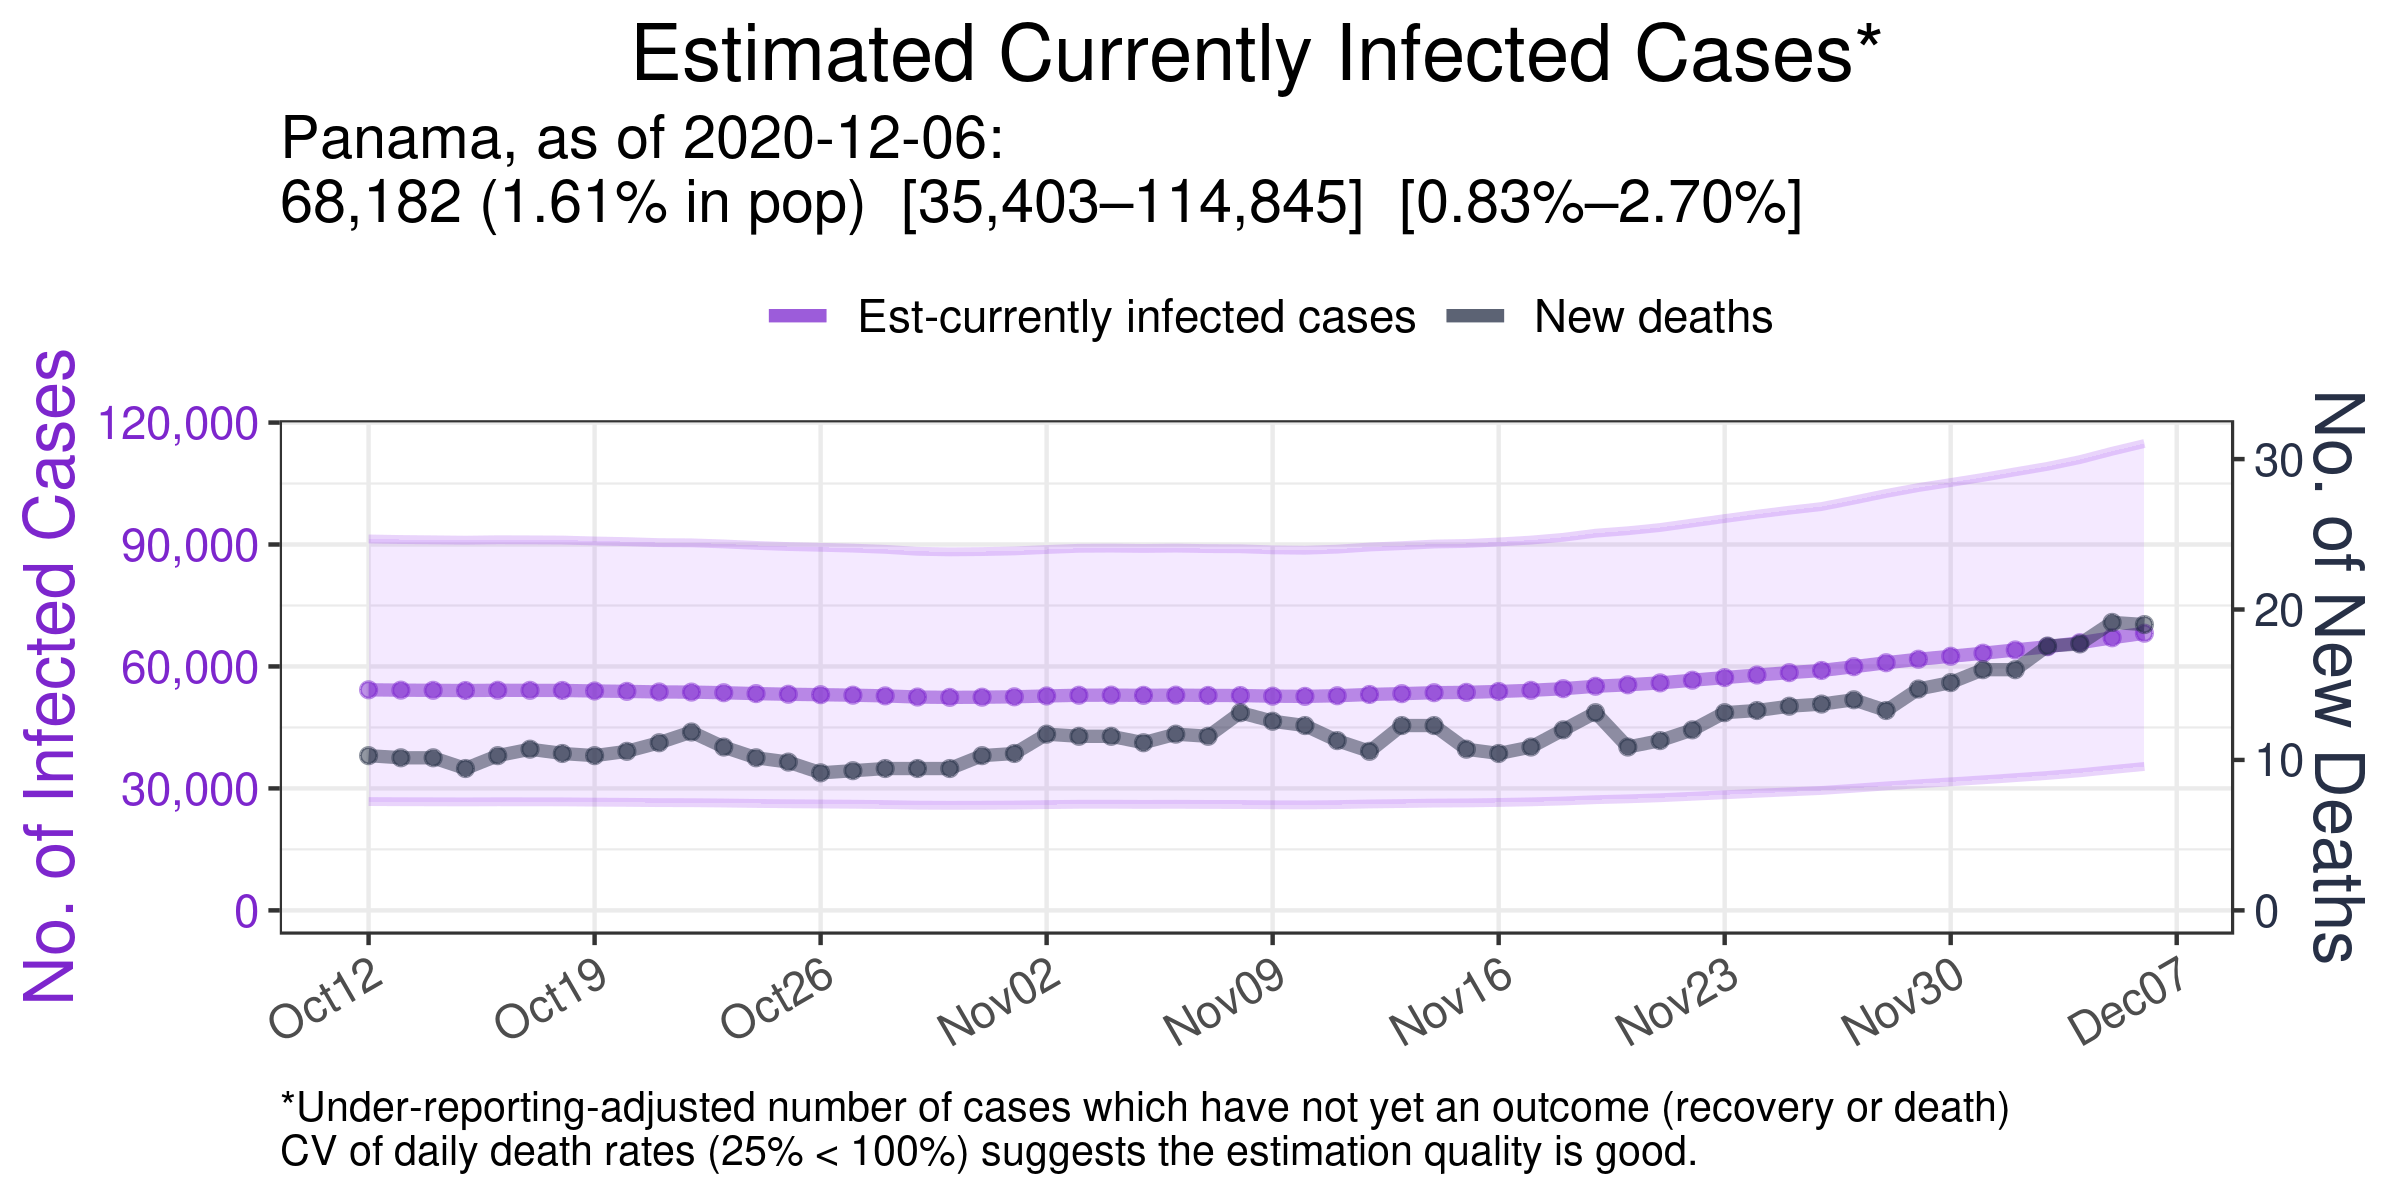 Estimated Currently Infected Cases*
Panama, as of 2020-12-06:
68,182 (1.61% in pop)  [35,403–114,845]  [0.83%–2.70%]
Est-currently infected cases
New deaths
No. of Infected Cases
120,000
90,000
60,000
30,000
0
No. of New Deaths
30
20
10
0
Oct12
Oct19
Oct26
Nov02
Nov09
Nov16
Nov23
Nov30
Dec07
*Under-reporting-adjusted number of cases which have not yet an outcome (recovery or death)
CV of daily death rates (25% < 100%) suggests the estimation quality is good.